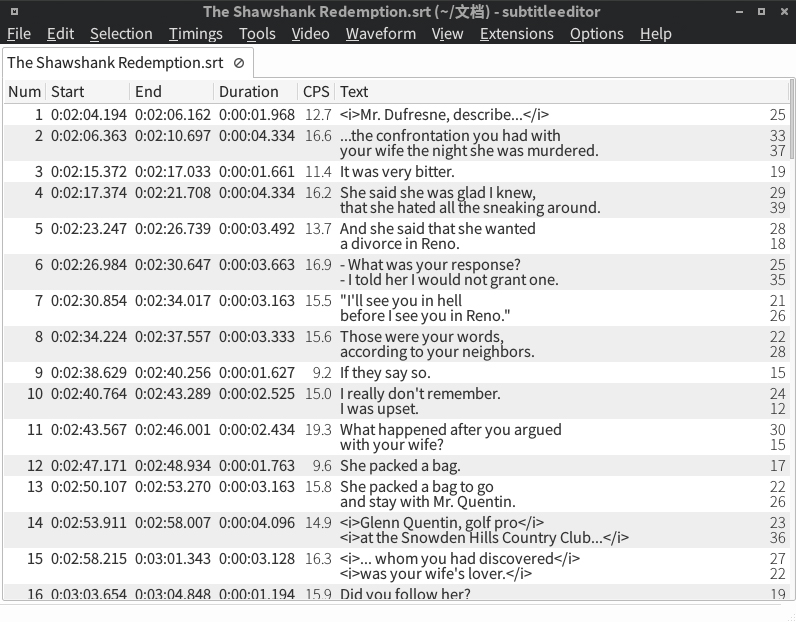 The Shawshank Redemption.srt (~/文档) - subtitleeditor
File Edit Selection Timings Tools Video Waveform View Extensions Options Help
The Shawshank Redemption.srt
Num Start End Duration CPS Text
1 0:02:04.194 0:02:06.162 0:00:01.968 12.7 <i>Mr. Dufresne, describe...</i> 25
2 0:02:06.363 0:02:10.697 0:00:04.334 16.6 ...the confrontation you had with 33
your wife the night she was murdered. 37
3 0:02:15.372 0:02:17.033 0:00:01.661 11.4 It was very bitter. 19
4 0:02:17.374 0:02:21.708 0:00:04.334 16.2 She said she was glad I knew, 29
that she hated all the sneaking around. 39
5 0:02:23.247 0:02:26.739 0:00:03.492 13.7 And she said that she wanted 28
a divorce in Reno. 18
6 0:02:26.984 0:02:30.647 0:00:03.663 16.9 - What was your response? 25
- I told her I would not grant one. 35
7 0:02:30.854 0:02:34.017 0:00:03.163 15.5 "I'll see you in hell 21
before I see you in Reno." 26
8 0:02:34.224 0:02:37.557 0:00:03.333 15.6 Those were your words, 22
according to your neighbors. 28
9 0:02:38.629 0:02:40.256 0:00:01.627 9.2 If they say so. 15
10 0:02:40.764 0:02:43.289 0:00:02.525 15.0 I really don't remember. 24
I was upset. 12
11 0:02:43.567 0:02:46.001 0:00:02.434 19.3 What happened after you argued 30
with your wife? 15
12 0:02:47.171 0:02:48.934 0:00:01.763 9.6 She packed a bag. 17
13 0:02:50.107 0:02:53.270 0:00:03.163 15.8 She packed a bag to go 22
and stay with Mr. Quentin. 26
14 0:02:53.911 0:02:58.007 0:00:04.096 14.9 <i>Glenn Quentin, golf pro</i> 23
<i>at the Snowden Hills Country Club...</i> 36
15 0:02:58.215 0:03:01.343 0:00:03.128 16.3 <i>... whom you had discovered</i> 27
<i>was your wife's lover.</i> 22
16 0:03:03.654 0:03:04.848 0:00:01.194 15.9 Did you follow her? 19